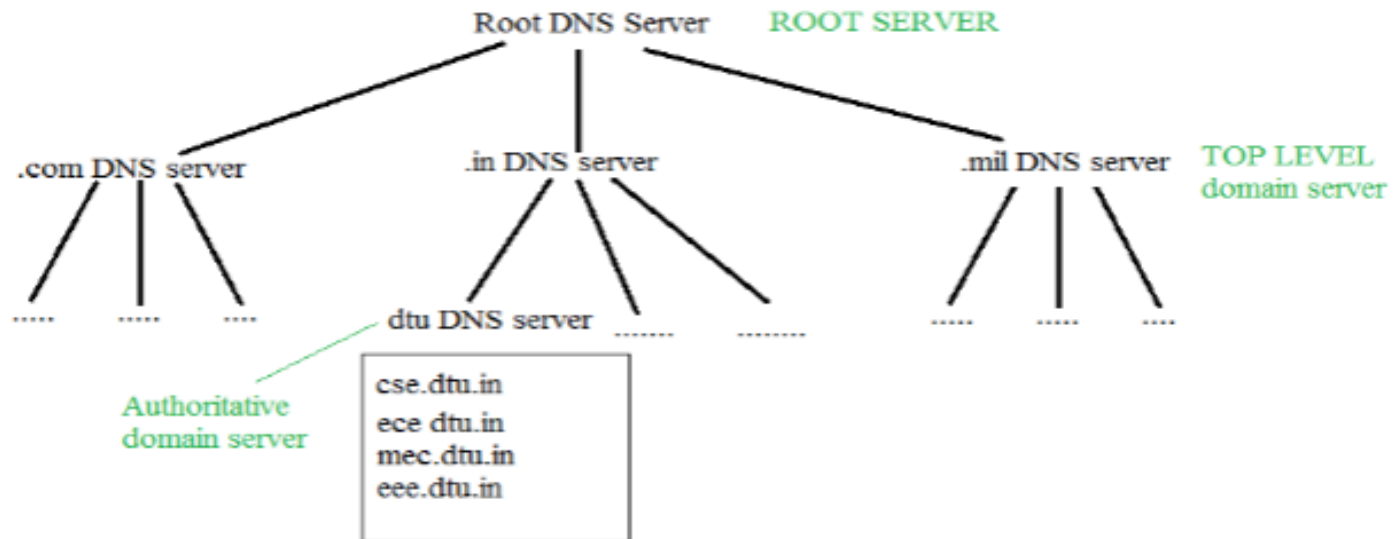 Root DNS Server
ROOT SERVER
.com DNS server
.in DNS server
.mil DNS server
TOP LEVEL
domain server
.....
.....
....
dtu DNS server
.......
........
.....
.....
....
Authoritative
domain server
cse.dtu.in
ece dtu.in
mec.dtu.in
eee.dtu.in